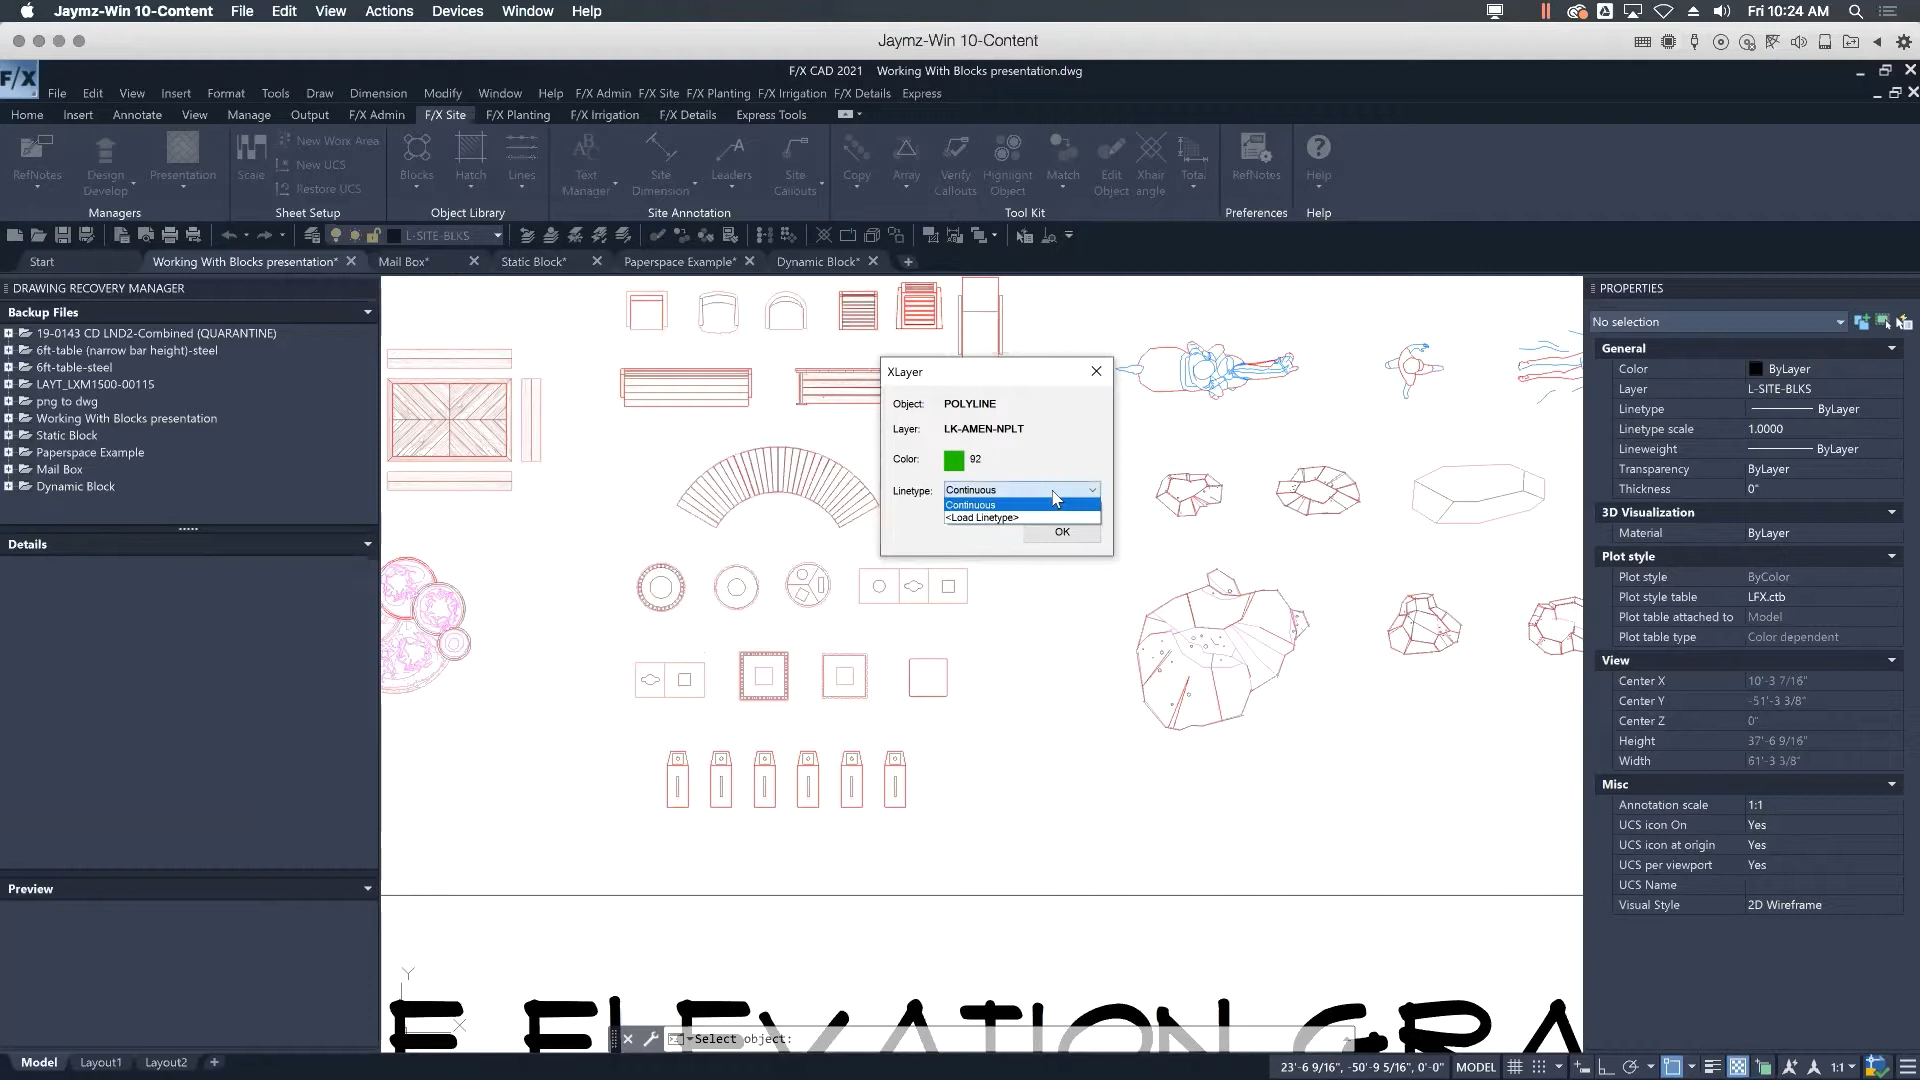 Jaymz-Win 10-Content File Edit View Actions Devices Window Help Fri 10:24 AM
Jaymz-Win 10-Content
F/X CAD 2021 Working With Blocks presentation.dwg
F/X
File Edit View Insert Format Tools Draw Dimension Modify Window Help F/X Admin F/X Site F/X Planting F/X Irrigation F/X Details Express
Home Insert Annotate View Manage Output F/X Admin F/X Site F/X Planting F/X Irrigation F/X Details Express Tools
RefNotes Design Develop Presentation
Managers
Scale New Work Area New UCS Restore UCS
Sheet Setup
Blocks Hatch Lines
Object Library
Text Manager Site Dimension Leaders Site Callouts
Site Annotation
Copy Array Verify Callouts Highlight Object Match Edit Object Xhair angle Total
Tool Kit
RefNotes
Preferences
Help
Help
L-SITE-BLKS
Start Working With Blocks presentation* Mail Box* Static Block* Paperspace Example* Dynamic Block*
DRAWING RECOVERY MANAGER
Backup Files
19-0143 CD LND2-Combined (QUARANTINE)
6ft-table (narrow bar height)-steel
6ft-table-steel
LAYT_LXM1500-00115
png to dwg
Working With Blocks presentation
Static Block
Paperspace Example
Mail Box
Dynamic Block
Details
Preview
XLayer
Object: POLYLINE
Layer: LK-AMEN-NPLT
Color: 92
Linetype: Continuous
Continuous
<Load Linetype>
OK
PROPERTIES
No selection
General
Color ByLayer
Layer L-SITE-BLKS
Linetype ByLayer
Linetype scale 1.0000
Lineweight ByLayer
Transparency ByLayer
Thickness 0"
3D Visualization
Material ByLayer
Plot style
Plot style ByColor
Plot style table LFX.ctb
Plot table attached to Model
Plot table type Color dependent
View
Center X 10'-3 7/16"
Center Y -51'-3 3/8"
Center Z 0"
Height 37'-6 9/16"
Width 61'-3 3/8"
Misc
Annotation scale 1:1
UCS icon On Yes
UCS icon at origin Yes
UCS per viewport Yes
UCS Name
Visual Style 2D Wireframe
Y
X
E ELEVATION GRA
Select object:
Model Layout1 Layout2
23'-6 9/16", -50'-9 5/16", 0'-0" MODEL 1:1